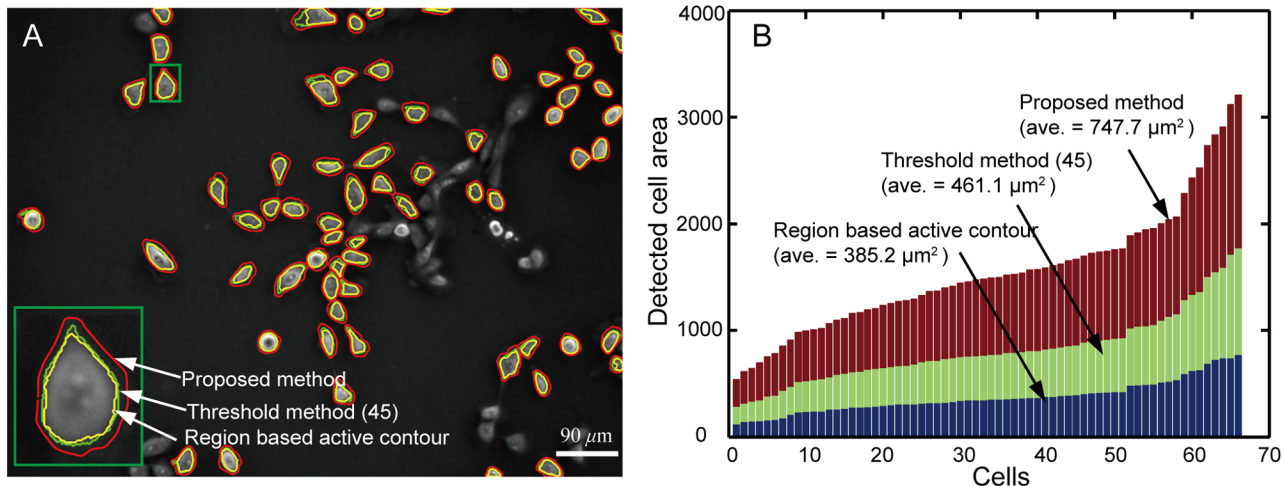 A
Proposed method
Threshold method (45)
Region based active contour
90 μm
B
Detected cell area
4000
3000
2000
1000
0
Proposed method
(ave. = 747.7 μm²)
Threshold method (45)
(ave. = 461.1 μm²)
Region based active contour
(ave. = 385.2 μm²)
0 10 20 30 40 50 60 70
Cells